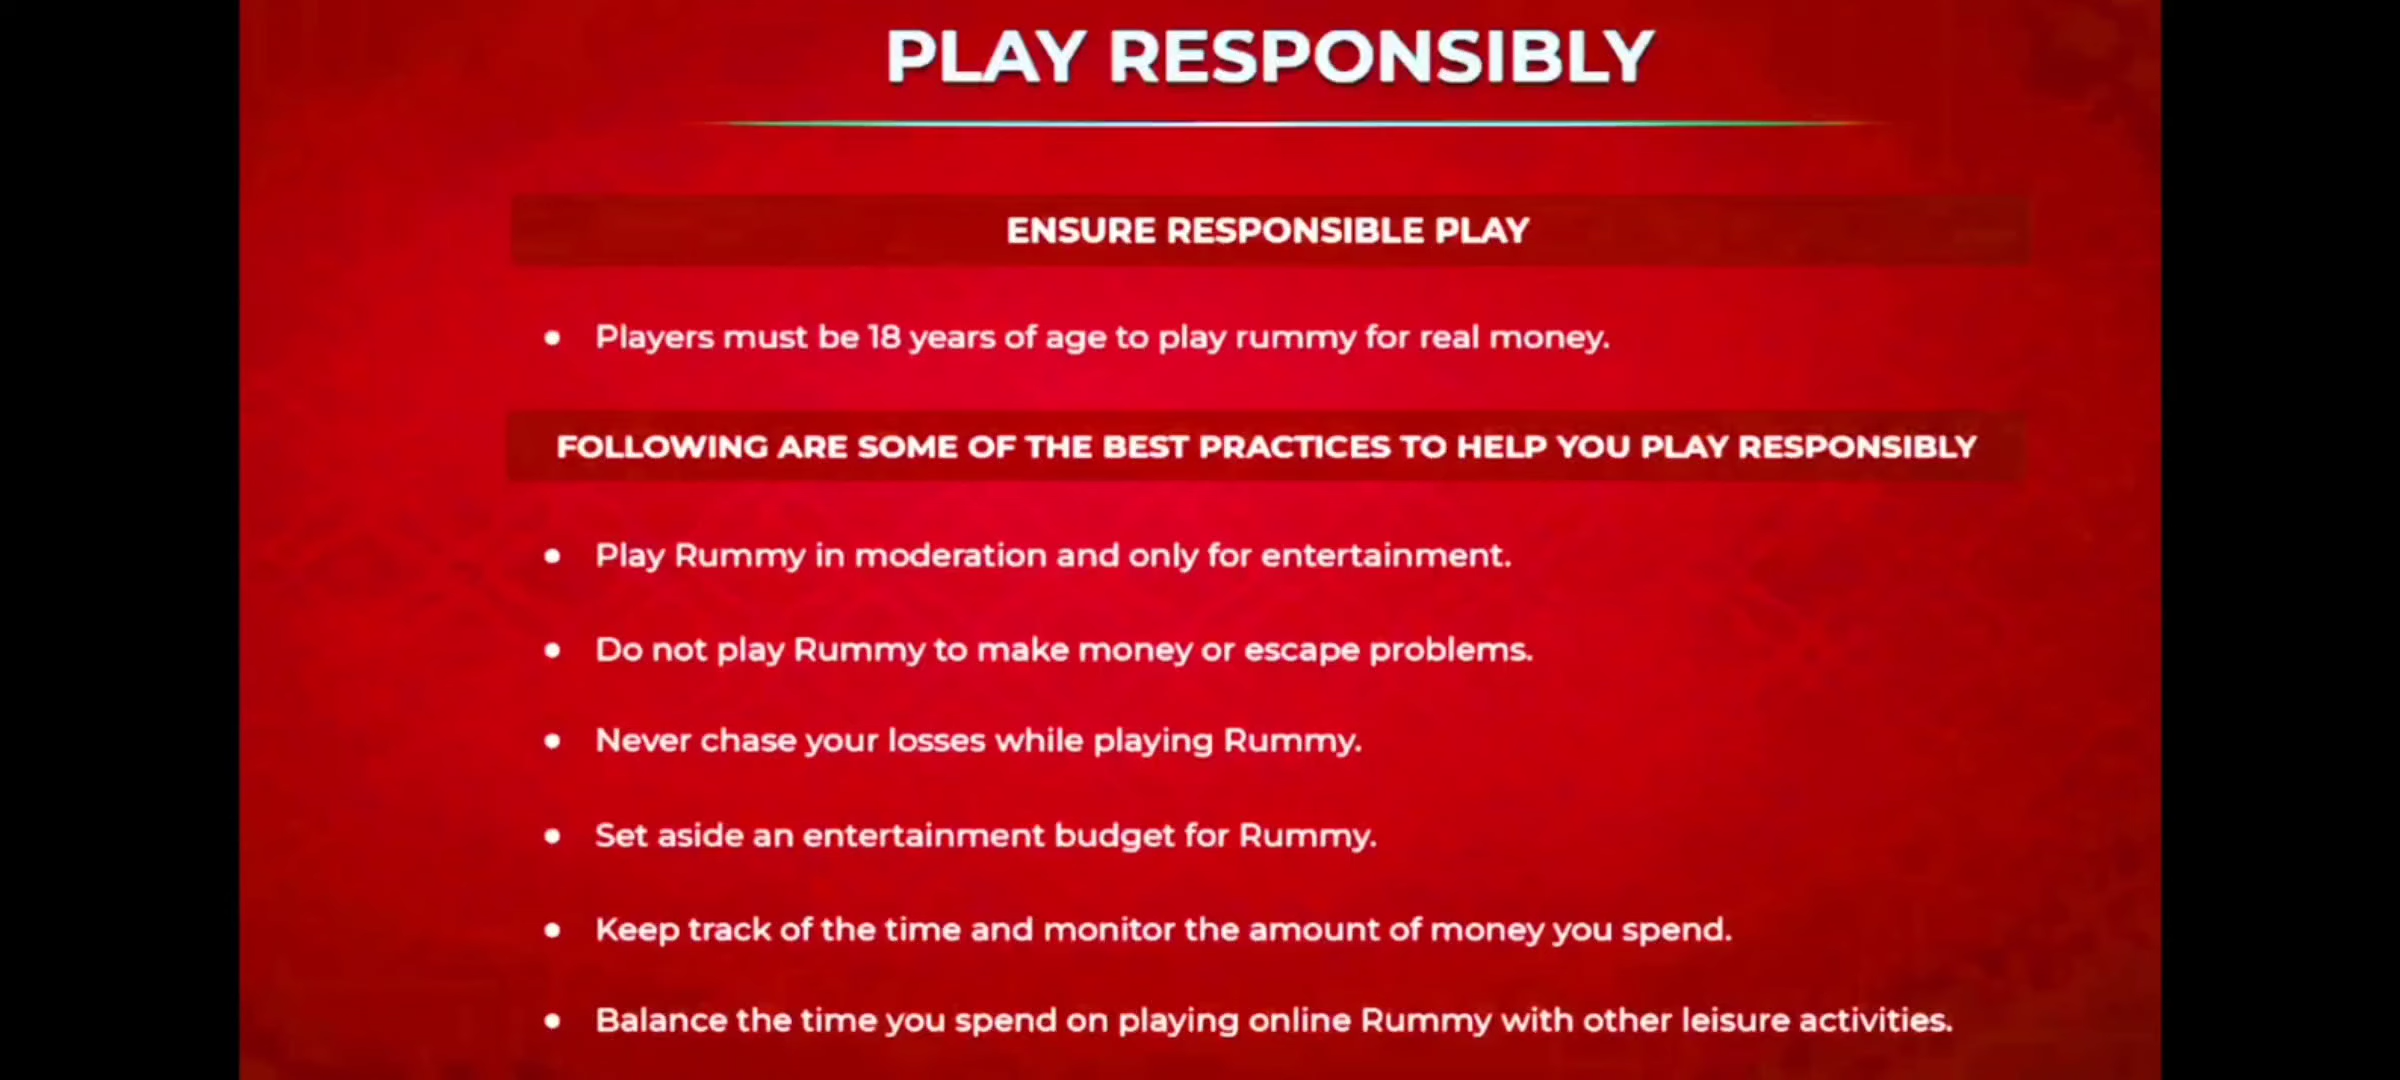 PLAY RESPONSIBLY
ENSURE RESPONSIBLE PLAY
• Players must be 18 years of age to play rummy for real money.
FOLLOWING ARE SOME OF THE BEST PRACTICES TO HELP YOU PLAY RESPONSIBLY
• Play Rummy in moderation and only for entertainment.
• Do not play Rummy to make money or escape problems.
• Never chase your losses while playing Rummy.
• Set aside an entertainment budget for Rummy.
• Keep track of the time and monitor the amount of money you spend.
• Balance the time you spend on playing online Rummy with other leisure activities.